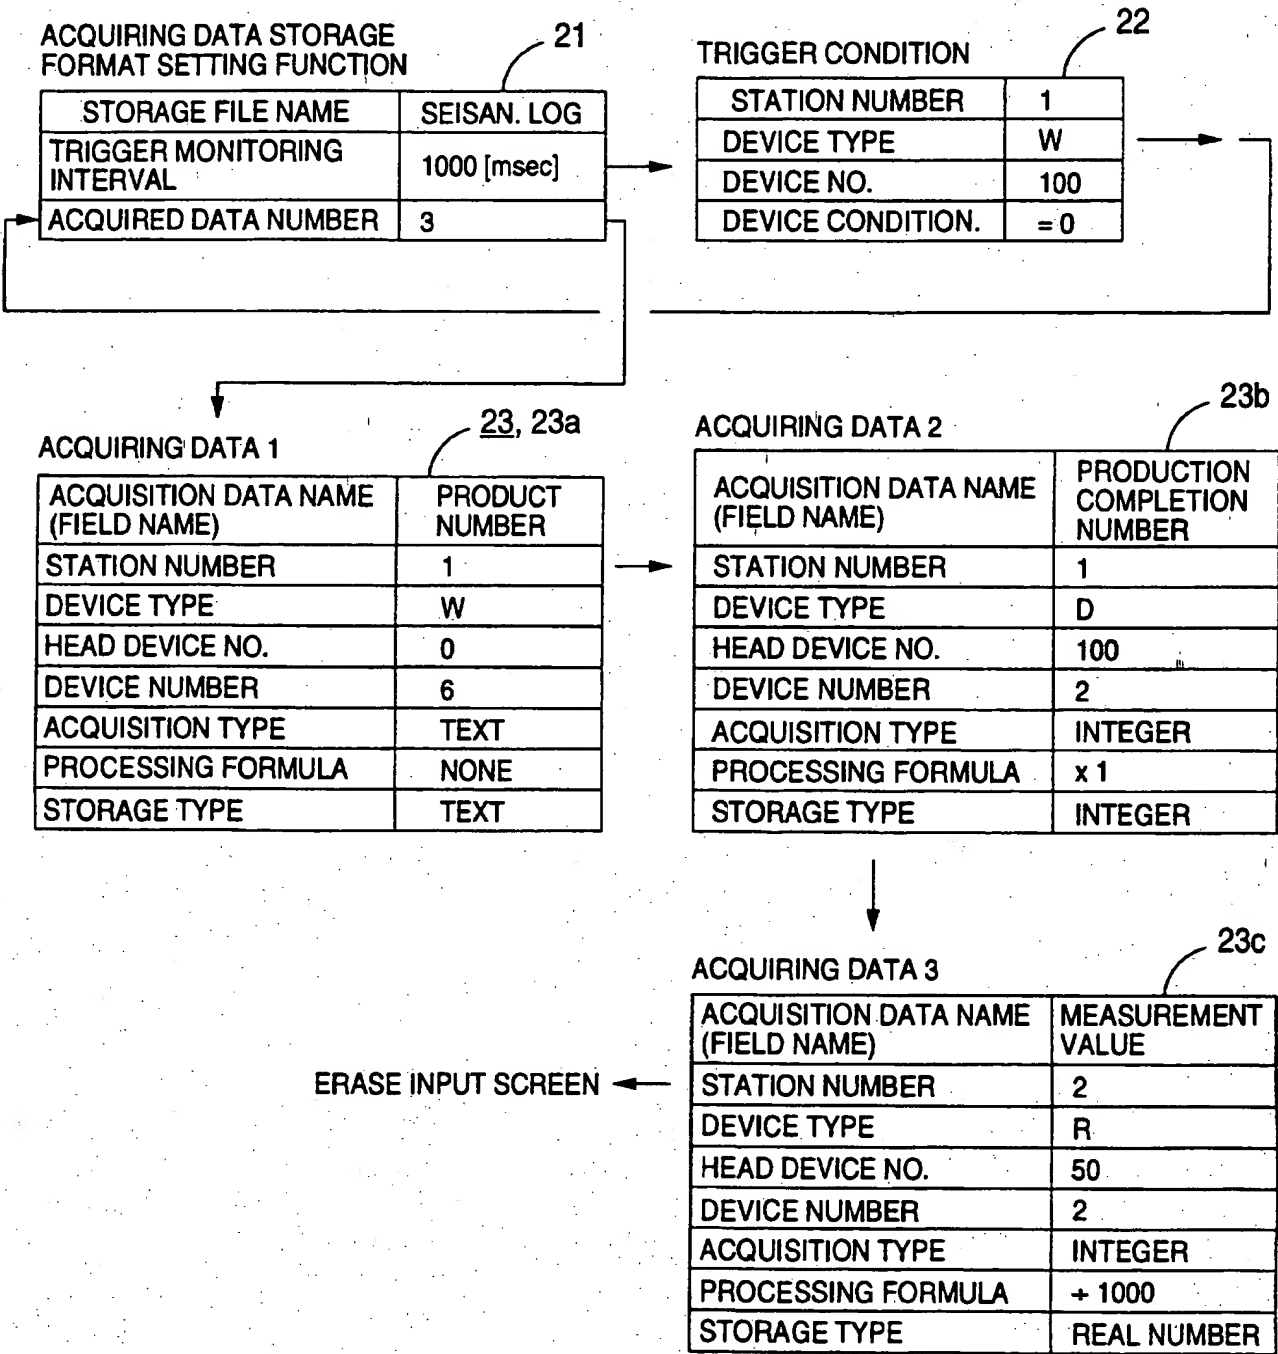 ACQUIRING DATA STORAGE
FORMAT SETTING FUNCTION
21
STORAGE FILE NAME SEISAN. LOG
TRIGGER MONITORING
INTERVAL 1000 [msec]
ACQUIRED DATA NUMBER 3
22
TRIGGER CONDITION
STATION NUMBER 1
DEVICE TYPE W
DEVICE NO. 100
DEVICE CONDITION. = 0
23, 23a
ACQUIRING DATA 1
ACQUISITION DATA NAME
(FIELD NAME)
PRODUCT
NUMBER
STATION NUMBER 1
DEVICE TYPE W
HEAD DEVICE NO. 0
DEVICE NUMBER 6
ACQUISITION TYPE TEXT
PROCESSING FORMULA NONE
STORAGE TYPE TEXT
23b
ACQUIRING DATA 2
ACQUISITION DATA NAME
(FIELD NAME)
PRODUCTION
COMPLETION
NUMBER
STATION NUMBER 1
DEVICE TYPE D
HEAD DEVICE NO. 100
DEVICE NUMBER 2
ACQUISITION TYPE INTEGER
PROCESSING FORMULA x 1
STORAGE TYPE INTEGER
23c
ACQUIRING DATA 3
ACQUISITION DATA NAME
(FIELD NAME)
MEASUREMENT
VALUE
STATION NUMBER 2
DEVICE TYPE R
HEAD DEVICE NO. 50
DEVICE NUMBER 2
ACQUISITION TYPE INTEGER
PROCESSING FORMULA ÷ 1000
STORAGE TYPE REAL NUMBER
ERASE INPUT SCREEN